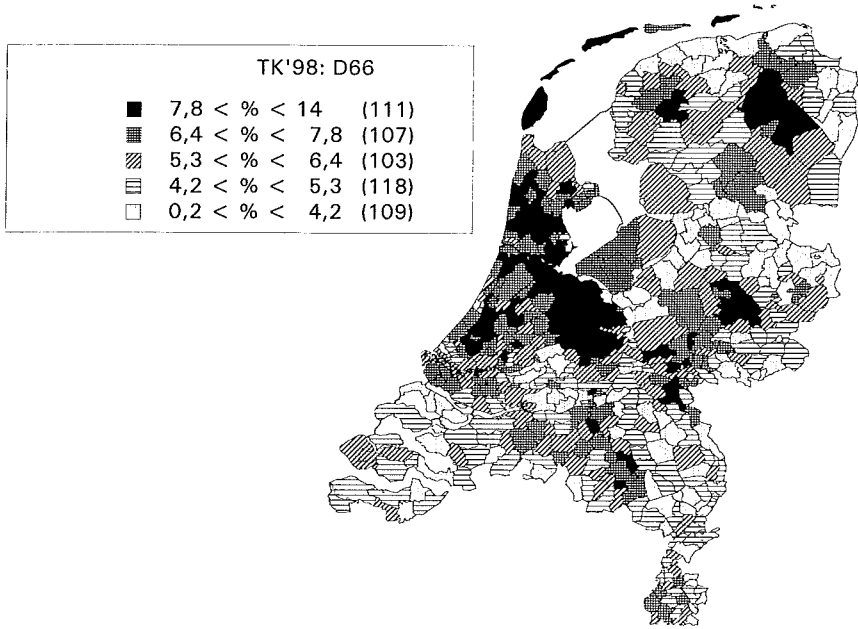 TK'98: D66
7,8 < % < 14 (111)
6,4 < % < 7,8 (107)
5,3 < % < 6,4 (103)
4,2 < % < 5,3 (118)
0,2 < % < 4,2 (109)